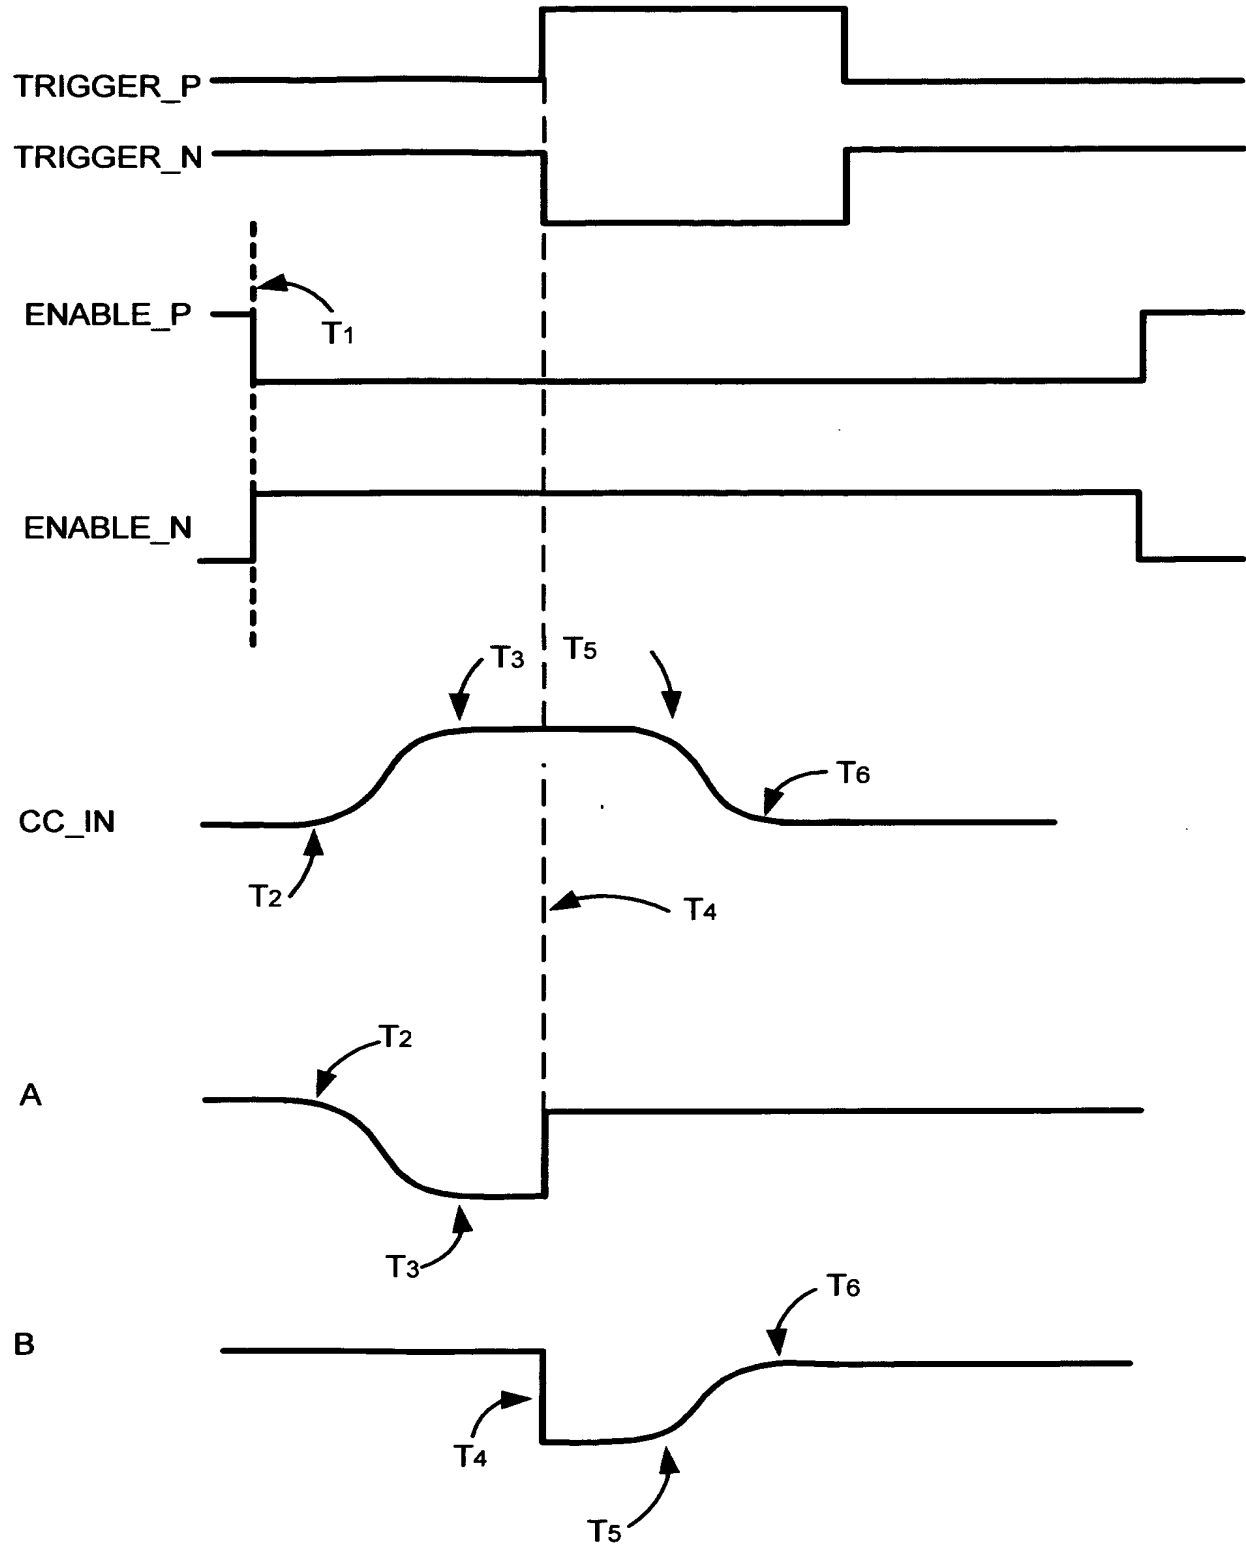 TRIGGER_P
TRIGGER_N
ENABLE_P
T1
ENABLE_N
T3
T5
T6
CC_IN
T2
T4
T2
A
T3
T6
B
T4
T5